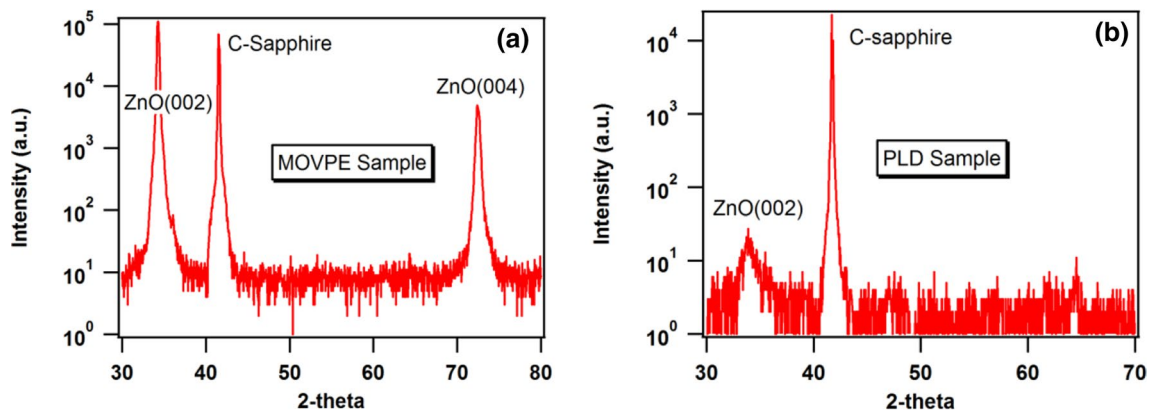 (a)
C-Sapphire
ZnO(002)
ZnO(004)
MOVPE Sample
Intensity (a.u.)
10^5
10^4
10^3
10^2
10^1
10^0
30 40 50 60 70 80
2-theta
(b)
C-sapphire
PLD Sample
ZnO(002)
Intensity (a.u.)
10^4
10^3
10^2
10^1
10^0
30 40 50 60 70
2-theta